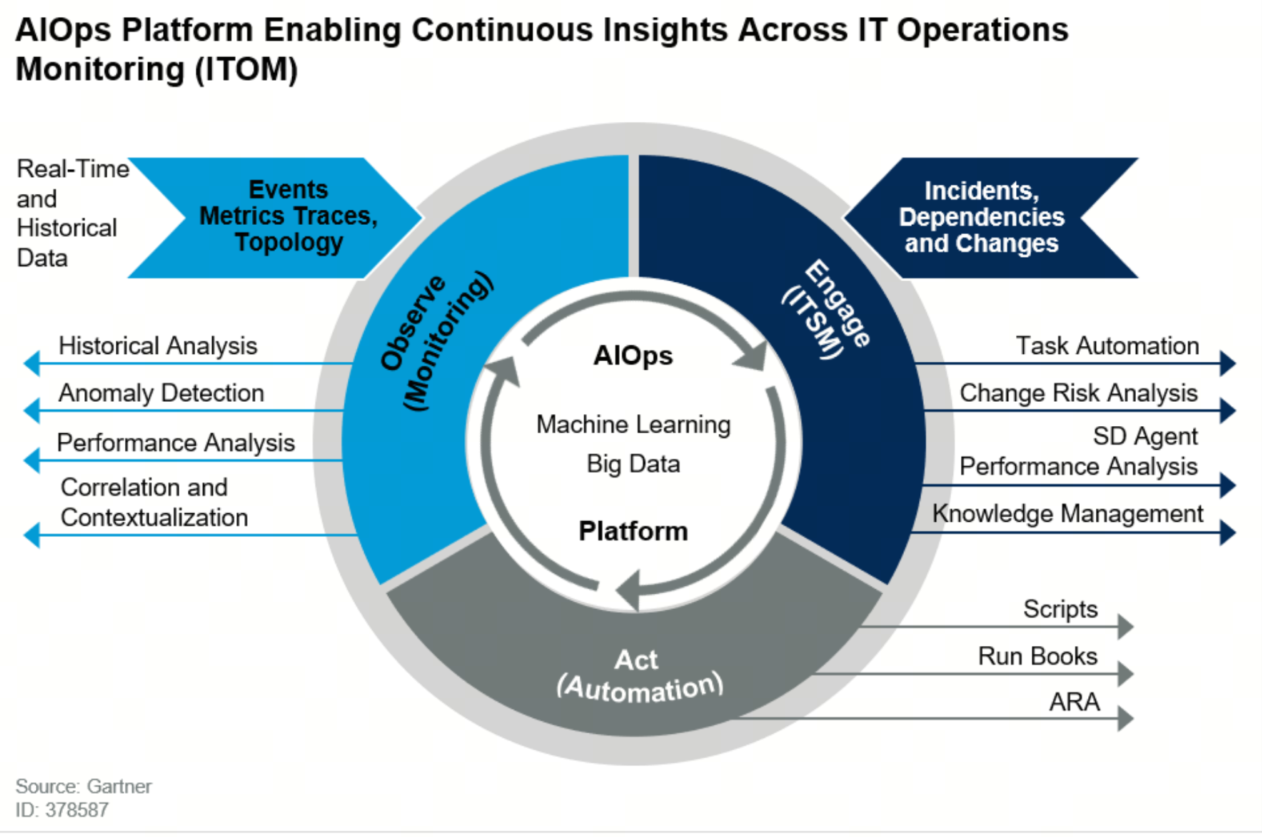 AIOps Platform Enabling Continuous Insights Across IT Operations
Monitoring (ITOM)
Real-Time
and
Historical
Data
Events
Metrics Traces,
Topology
Incidents,
Dependencies
and Changes
Observe
(Monitoring)
Engage
(ITSM)
Historical Analysis
Anomaly Detection
Performance Analysis
Correlation and
Contextualization
AIOps
Machine Learning
Big Data
Platform
Task Automation
Change Risk Analysis
SD Agent
Performance Analysis
Knowledge Management
Act
(Automation)
Scripts
Run Books
ARA
Source: Gartner
ID: 378587